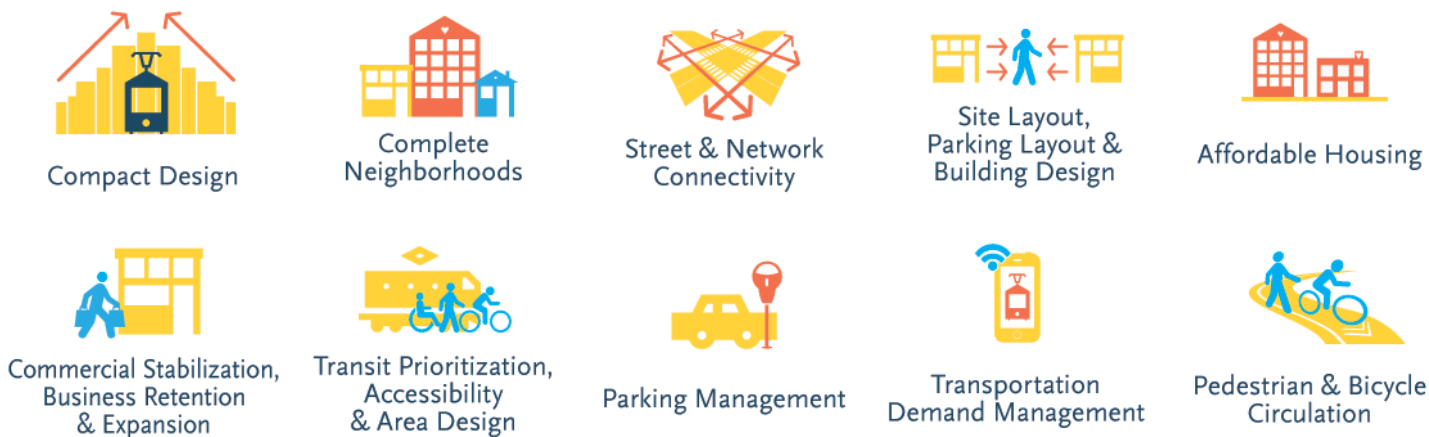 Compact Design
Complete
Neighborhoods
Street & Network
Connectivity
Site Layout,
Parking Layout &
Building Design
Affordable Housing
Commercial Stabilization,
Business Retention
& Expansion
Transit Prioritization,
Accessibility
& Area Design
Parking Management
Transportation
Demand Management
Pedestrian & Bicycle
Circulation